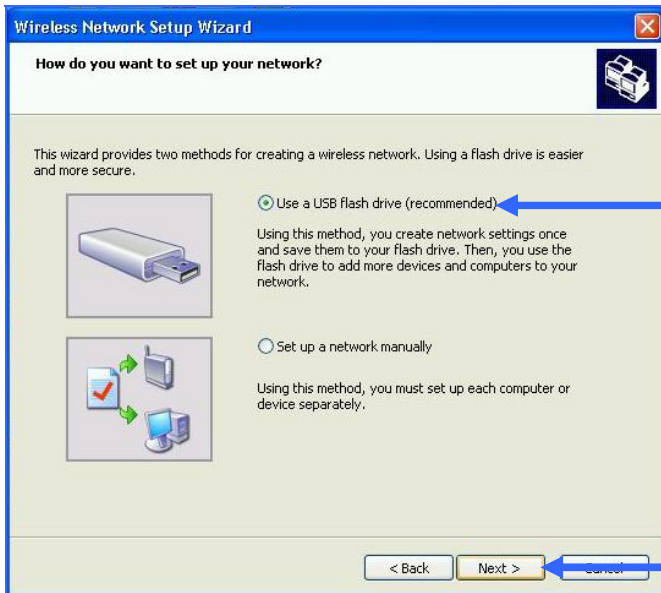 Wireless Network Setup Wizard
How do you want to set up your network?
This wizard provides two methods for creating a wireless network. Using a flash drive is easier
and more secure.
Use a USB flash drive (recommended)
Using this method, you create network settings once
and save them to your flash drive. Then, you use the
flash drive to add more devices and computers to your
network.
Set up a network manually
Using this method, you must set up each computer or
device separately.
< Back Next > Cancel